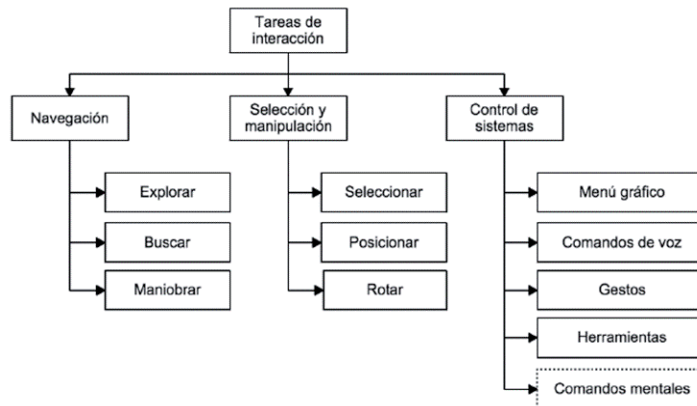 Tareas de
interacción
Navegación
Selección y
manipulación
Control de
sistemas
Explorar
Buscar
Maniobrar
Seleccionar
Posicionar
Rotar
Menú gráfico
Comandos de voz
Gestos
Herramientas
Comandos mentales